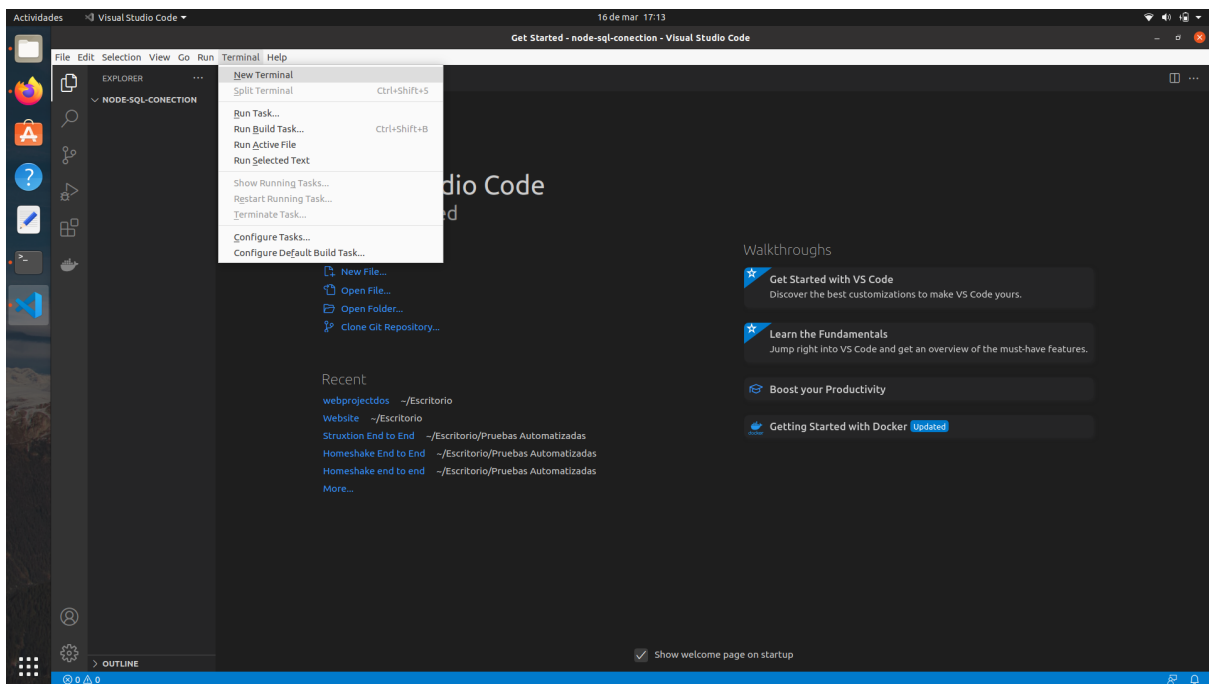 Actividades Visual Studio Code 16 de mar 17:13
Get Started - node-sql-conection - Visual Studio Code
File Edit Selection View Go Run Terminal Help
EXPLORER
NODE-SQL-CONECTION
New Terminal
Split Terminal Ctrl+Shift+5
Run Task...
Run Build Task... Ctrl+Shift+B
Run Active File
Run Selected Text
Show Running Tasks...
Restart Running Task...
Terminate Task...
Configure Tasks...
Configure Default Build Task...
dio Code
ed
New File...
Open File...
Open Folder...
Clone Git Repository...
Recent
webprojectdos ~/Escritorio
Website ~/Escritorio
Struxtion End to End ~/Escritorio/Pruebas Automatizadas
Homeshake End to End ~/Escritorio/Pruebas Automatizadas
Homeshake end to end ~/Escritorio/Pruebas Automatizadas
More...
Walkthroughs
Get Started with VS Code
Discover the best customizations to make VS Code yours.
Learn the Fundamentals
Jump right into VS Code and get an overview of the must-have features.
Boost your Productivity
Getting Started with Docker Updated
Show welcome page on startup
OUTLINE
0 0